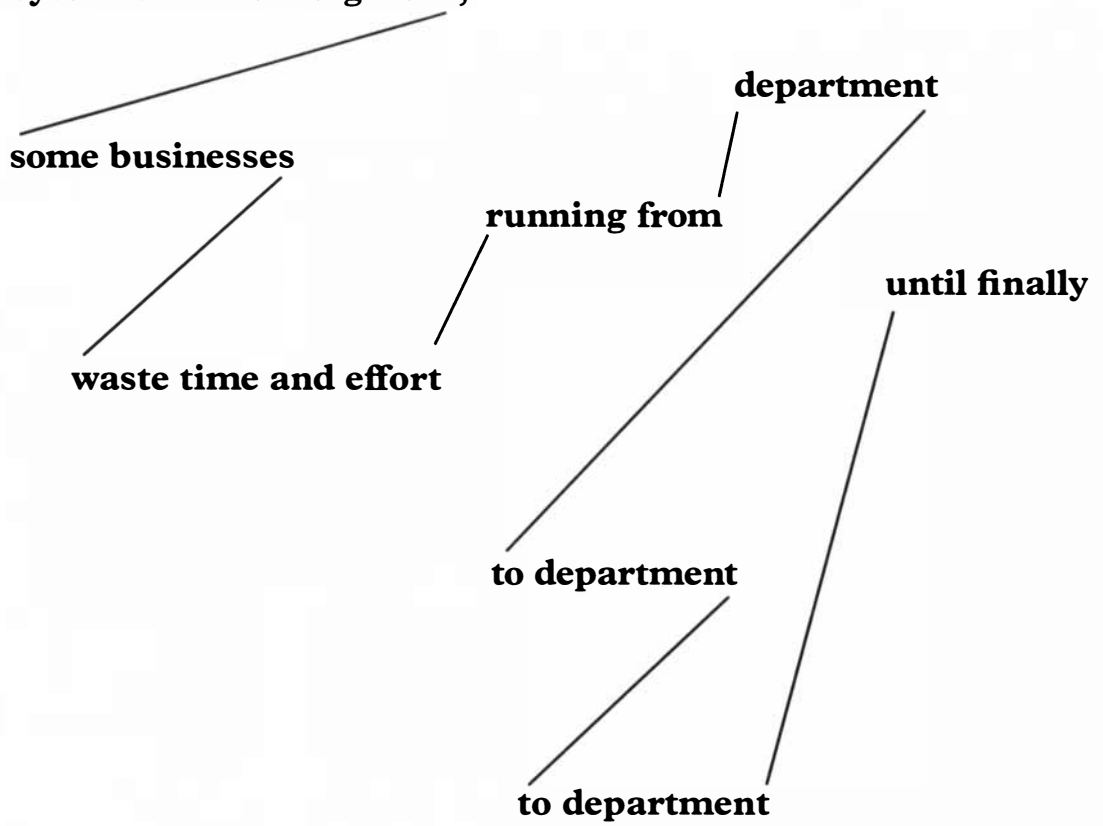 some businesses
waste time and effort
running from
department
to department
to department
until finally